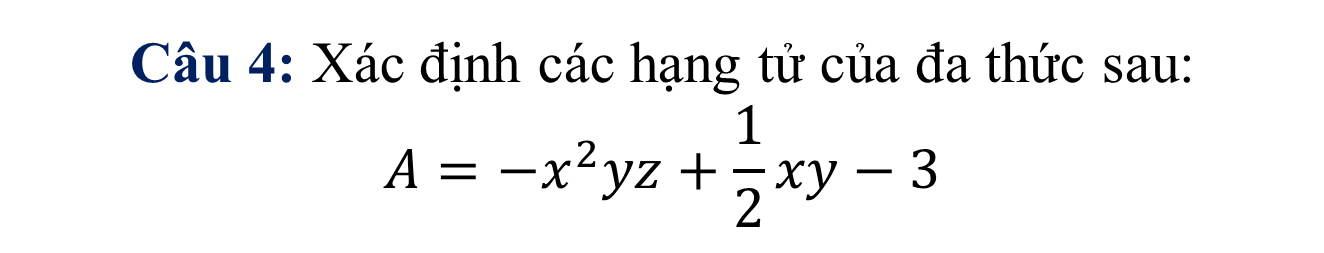 Câu 4: Xác định các hạng tử của đa thức sau:
A = −x²yz + 1/2 xy − 3